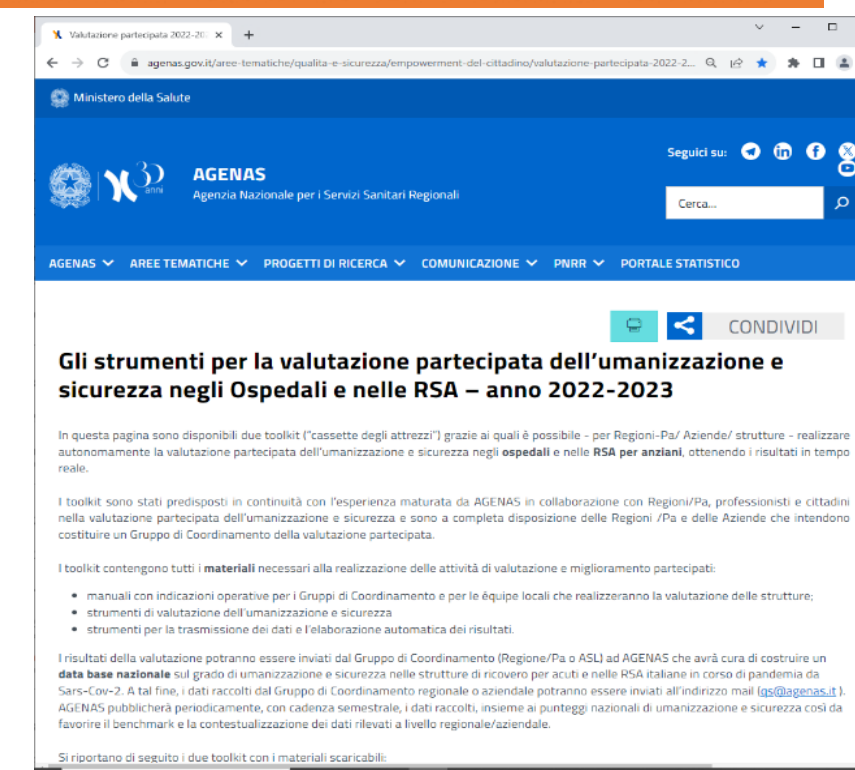 Valutazione partecipata 2022-20
agenas.gov.it/aree-tematiche/qualita-e-sicurezza/empowerment-del-cittadino/valutazione-partecipata-2022-2...
Ministero della Salute
Seguici su:
30 anni
AGENAS
Agenzia Nazionale per i Servizi Sanitari Regionali
Cerca...
AGENAS AREE TEMATICHE PROGETTI DI RICERCA COMUNICAZIONE PNRR PORTALE STATISTICO
CONDIVIDI
Gli strumenti per la valutazione partecipata dell'umanizzazione e
sicurezza negli Ospedali e nelle RSA – anno 2022-2023
In questa pagina sono disponibili due toolkit ("cassette degli attrezzi") grazie ai quali è possibile - per Regioni-Pa/ Aziende/ strutture - realizzare
autonomamente la valutazione partecipata dell'umanizzazione e sicurezza negli ospedali e nelle RSA per anziani, ottenendo i risultati in tempo
reale.
I toolkit sono stati predisposti in continuità con l'esperienza maturata da AGENAS in collaborazione con Regioni/Pa, professionisti e cittadini
nella valutazione partecipata dell'umanizzazione e sicurezza e sono a completa disposizione delle Regioni /Pa e delle Aziende che intendono
costituire un Gruppo di Coordinamento della valutazione partecipata.
I toolkit contengono tutti i materiali necessari alla realizzazione delle attività di valutazione e miglioramento partecipati:
• manuali con indicazioni operative per i Gruppi di Coordinamento e per le équipe locali che realizzeranno la valutazione delle strutture;
• strumenti di valutazione dell'umanizzazione e sicurezza
• strumenti per la trasmissione dei dati e l'elaborazione automatica dei risultati.
I risultati della valutazione potranno essere inviati dal Gruppo di Coordinamento (Regione/Pa o ASL) ad AGENAS che avrà cura di costruire un
data base nazionale sul grado di umanizzazione e sicurezza nelle strutture di ricovero per acuti e nelle RSA italiane in corso di pandemia da
Sars-Cov-2. A tal fine, i dati raccolti dal Gruppo di Coordinamento regionale o aziendale potranno essere inviati all'indirizzo mail (qs@agenas.it ).
AGENAS pubblicherà periodicamente, con cadenza semestrale, i dati raccolti, insieme ai punteggi nazionali di umanizzazione e sicurezza così da
favorire il benchmark e la contestualizzazione dei dati rilevati a livello regionale/aziendale.
Si riportano di seguito i due toolkit con i materiali scaricabili: